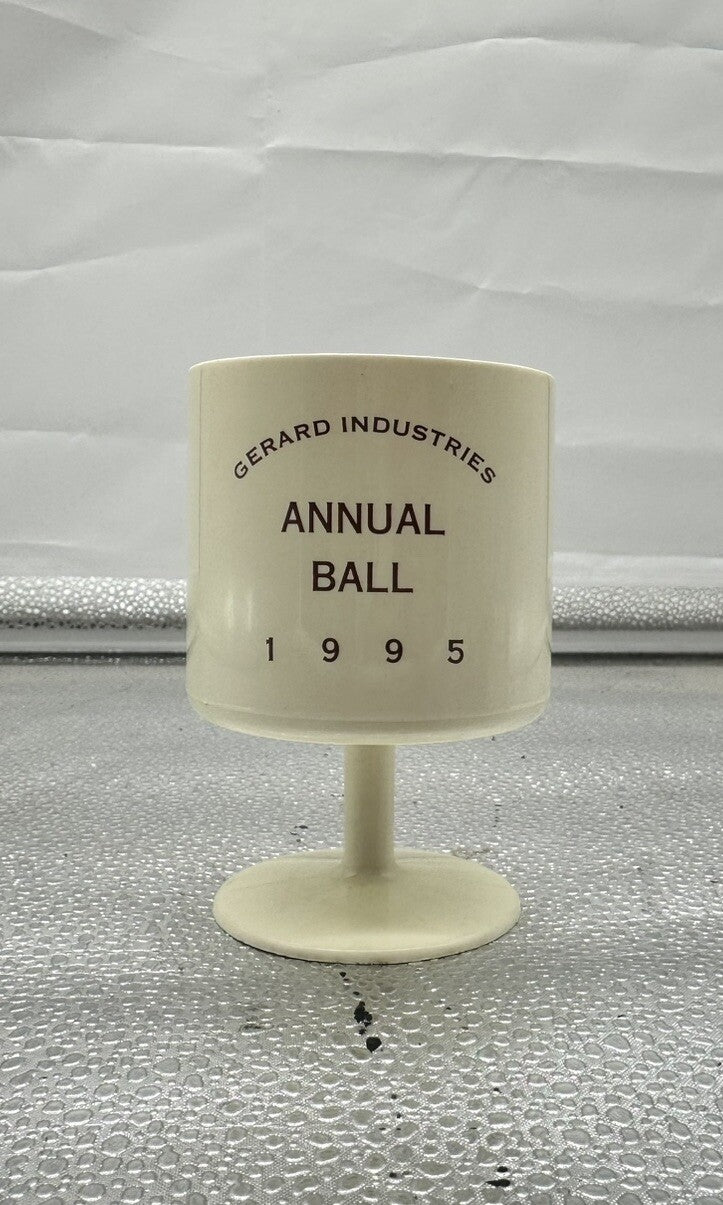 GERARD INDUSTRIES
ANNUAL
BALL
1 9 9 5